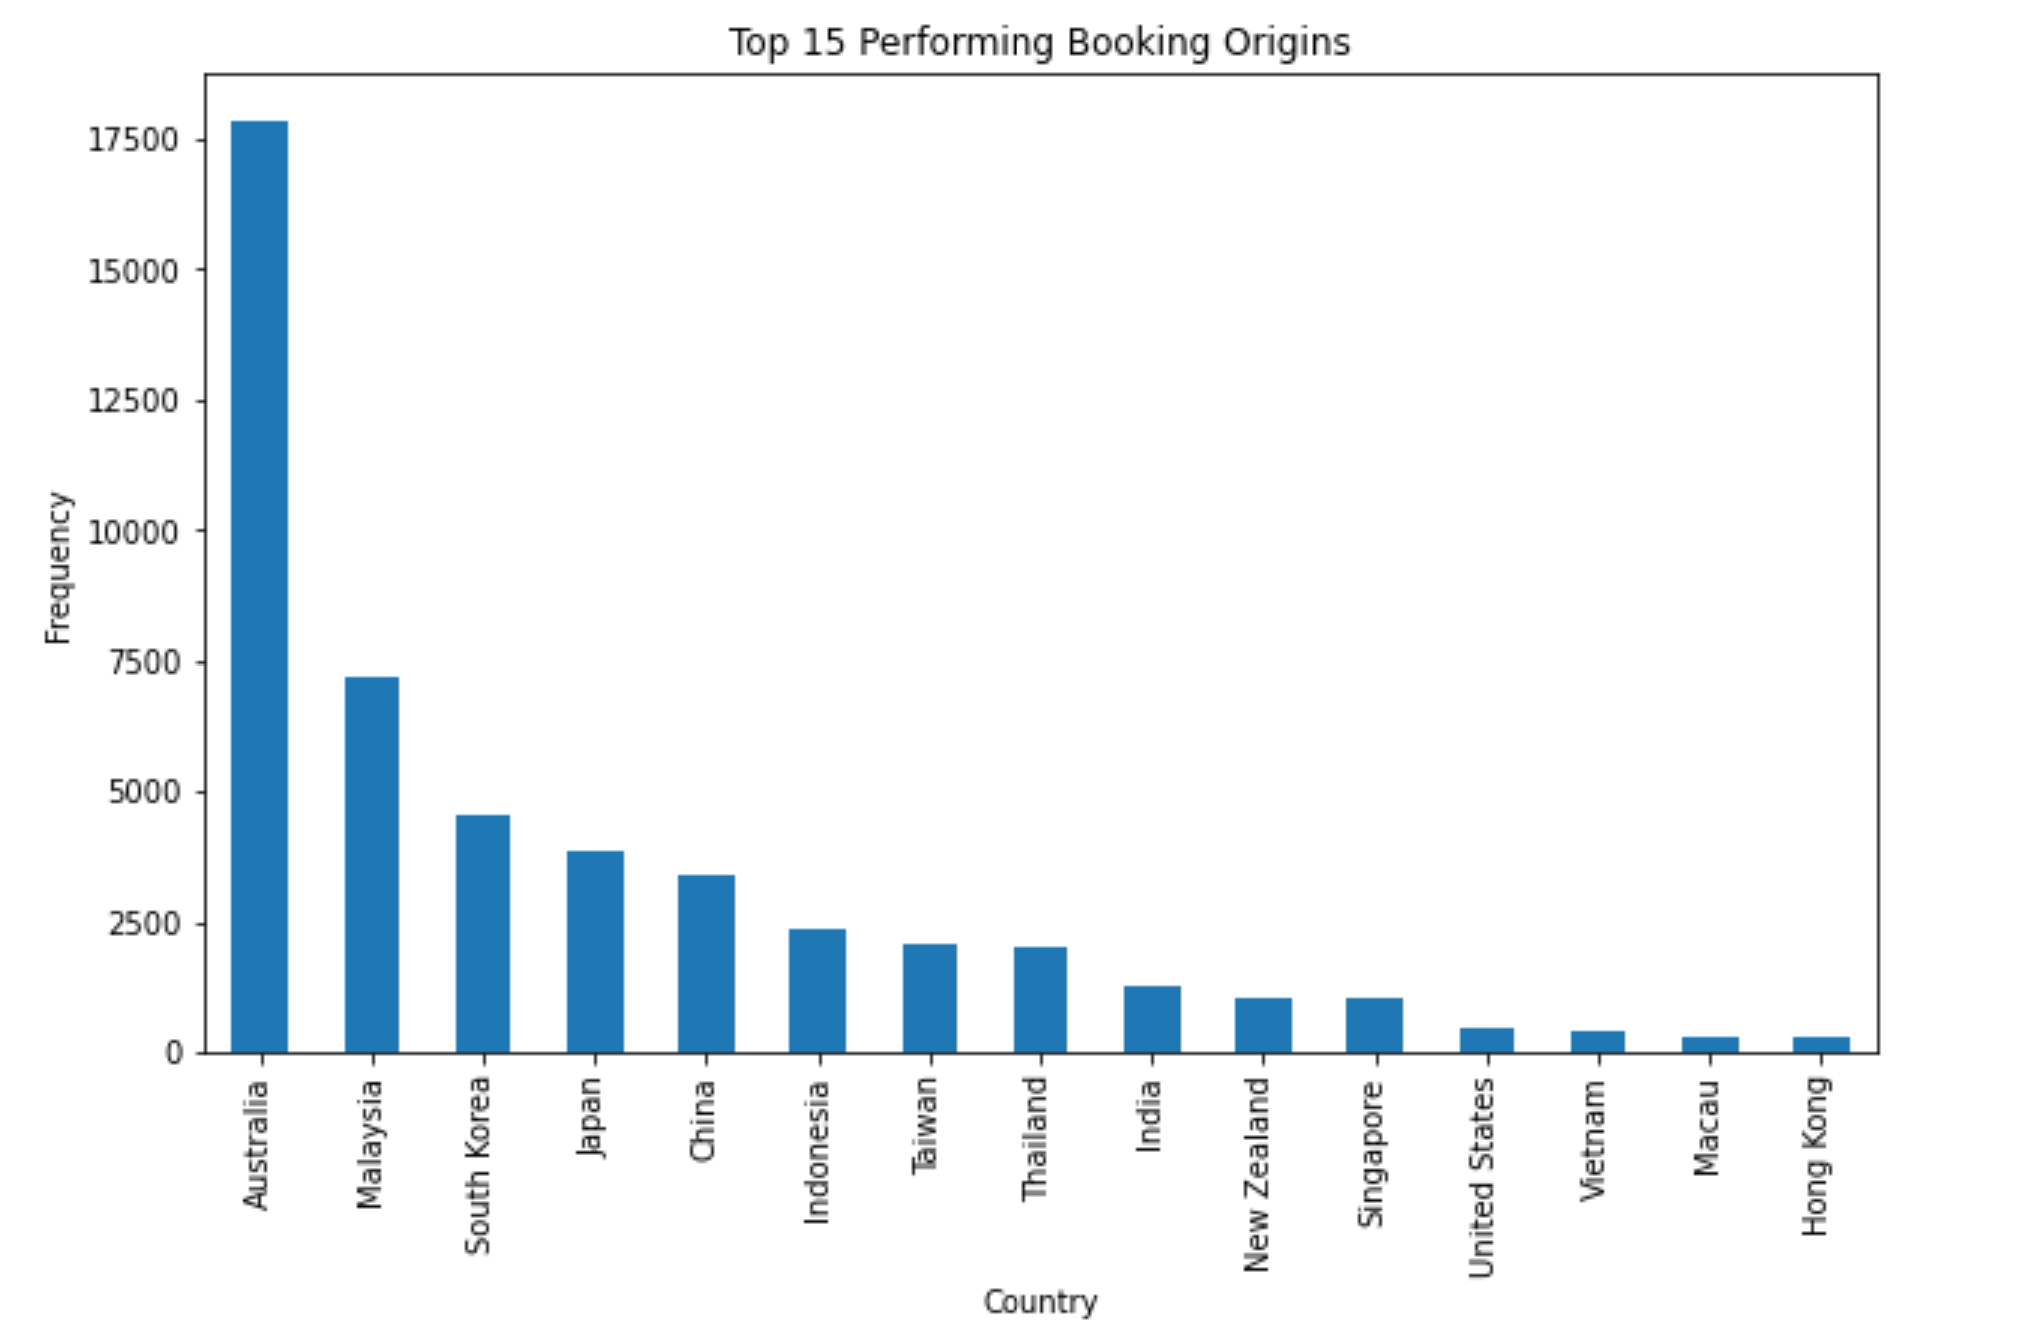 Top 15 Performing Booking Origins
17500
15000
12500
10000
7500
5000
2500
0
Frequency
Australia
Malaysia
South Korea
Japan
China
Indonesia
Taiwan
Thailand
India
New Zealand
Singapore
United States
Vietnam
Macau
Hong Kong
Country